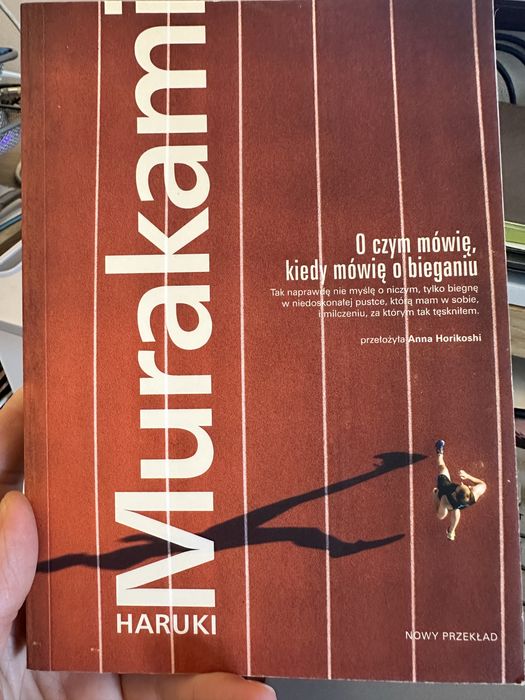 HARUKI
Murakami
O czym mówię,
kiedy mówię o bieganiu
Tak naprawdę nie myślę o niczym, tylko biegnę
w niedoskonałej pustce, którą mam w sobie,
i milczeniu, za którym tak tęskniłem.
przełożyła Anna Horikoshi
NOWY PRZEKŁAD